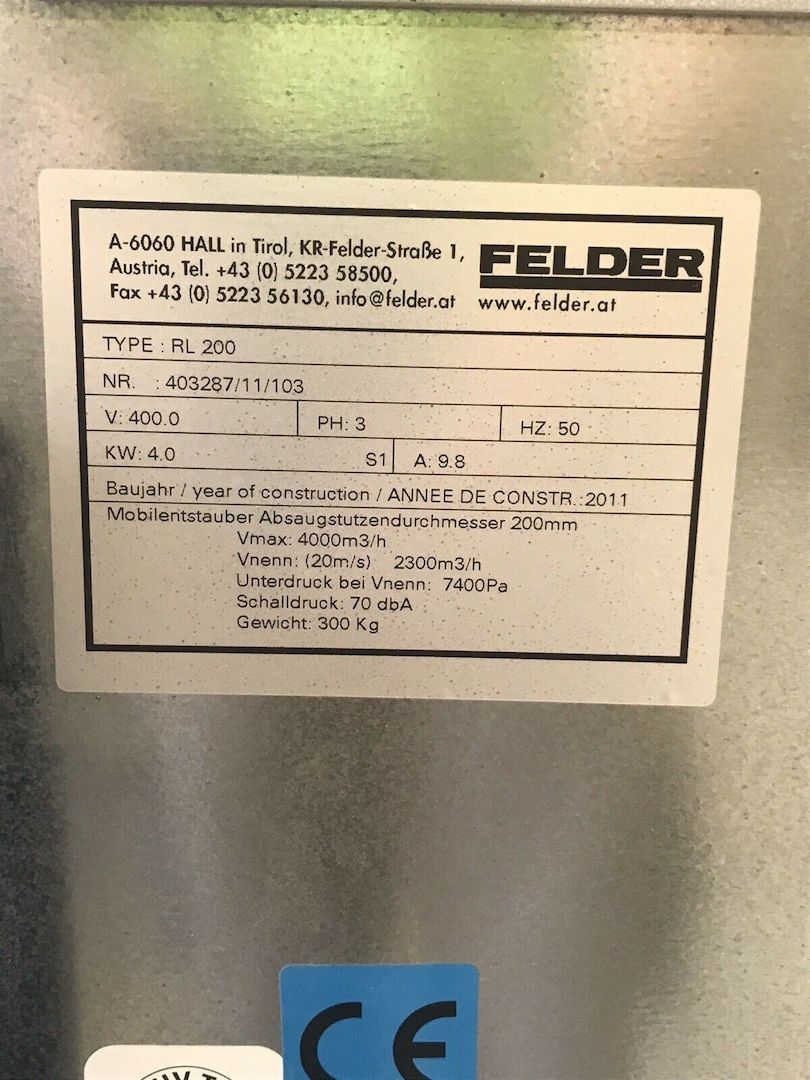 A-6060 HALL in Tirol, KR-Felder-Straße 1,
Austria, Tel. +43 (0) 5223 58500,
Fax +43 (0) 5223 56130, info@felder.at
FELDER
www.felder.at
TYPE : RL 200
NR. : 403287/11/103
V: 400.0 PH: 3 HZ: 50
KW: 4.0 S1 A: 9.8
Baujahr / year of construction / ANNEE DE CONSTR.:2011
Mobilentstauber Absaugstutzendurchmesser 200mm
Vmax: 4000m3/h
Vnenn: (20m/s) 2300m3/h
Unterdruck bei Vnenn: 7400Pa
Schalldruck: 70 dbA
Gewicht: 300 Kg
CE